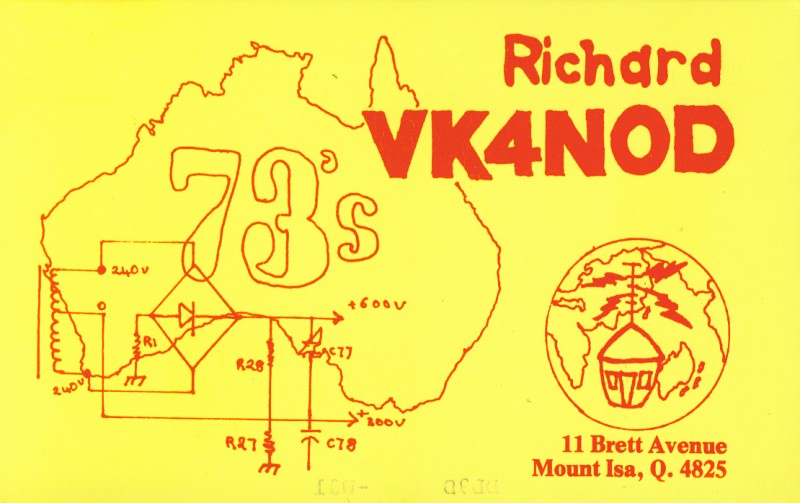 Richard
VK4NOD
73's
240V
+600V
R1
R28
C77
240V
+300V
R27
C78
11 Brett Avenue
Mount Isa, Q. 4825